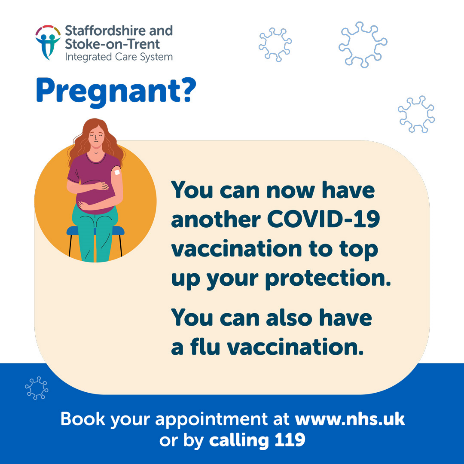 Staffordshire and
Stoke-on-Trent
Integrated Care System
Pregnant?
You can now have
another COVID-19
vaccination to top
up your protection.
You can also have
a flu vaccination.
Book your appointment at www.nhs.uk
or by calling 119